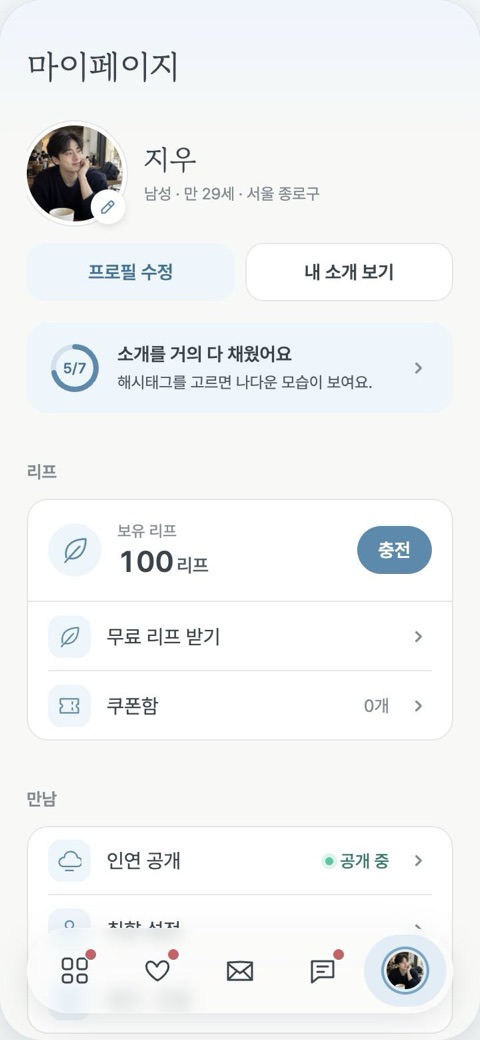 마이페이지
지우
남성 · 만 29세 · 서울 종로구
프로필 수정
내 소개 보기
5/7
소개를 거의 다 채웠어요
해시태그를 고르면 나다운 모습이 보여요.
리프
보유 리프
100 리프
충전
무료 리프 받기
쿠폰함
0개
만남
인연 공개
공개 중